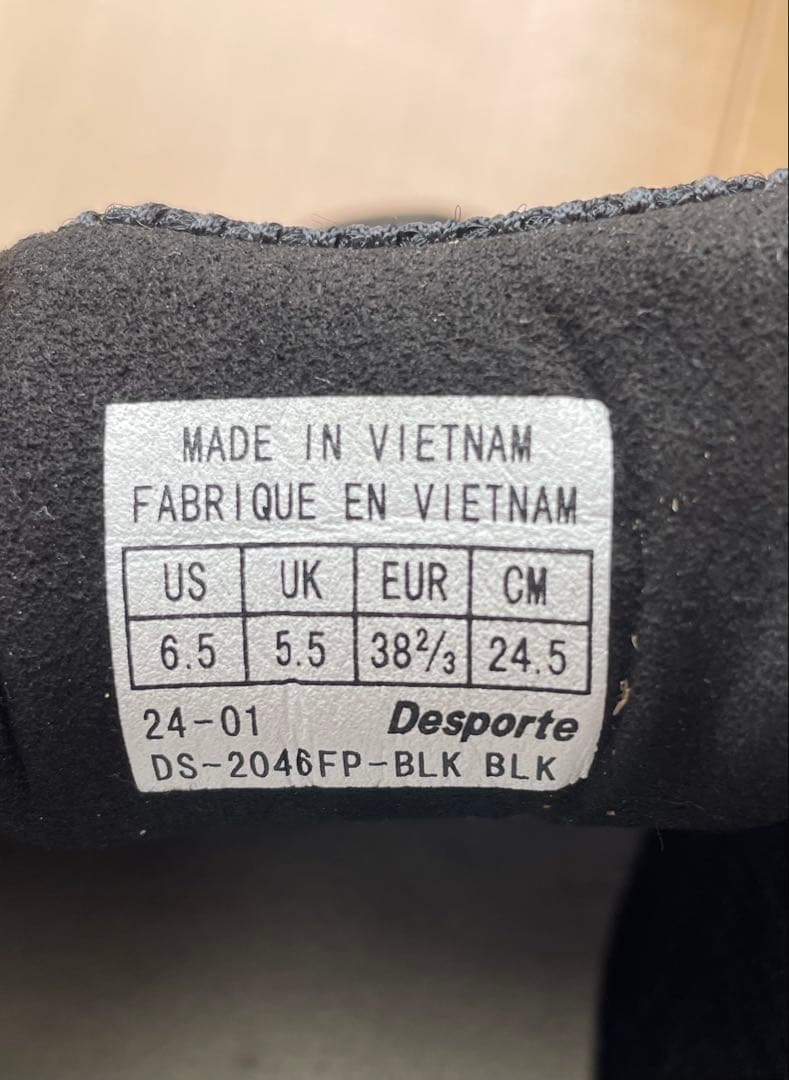 MADE IN VIETNAM
FABRIQUE EN VIETNAM
US UK EUR CM
6.5 5.5 38⅔ 24.5
24-01 Desporte
DS-2046FP-BLK BLK